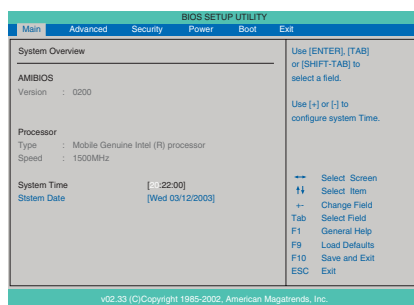 BIOS SETUP UTILITY
Main Advanced Security Power Boot Exit
System Overview
AMIBIOS
Version : 0200
Processor
Type : Mobile Genuine Intel (R) processor
Speed : 1500MHz
System Time [ :22:00]
Ststem Date [Wed 03/12/2003]
Use [ENTER], [TAB]
or [SHIFT-TAB] to
select a field.
Use [+] or [-] to
configure system Time.
Select Screen
Select Item
+- Change Field
Tab Select Field
F1 General Help
F9 Load Defaults
F10 Save and Exit
ESC Exit
v02.33 (C)Copyright 1985-2002, American Magatrends, Inc.